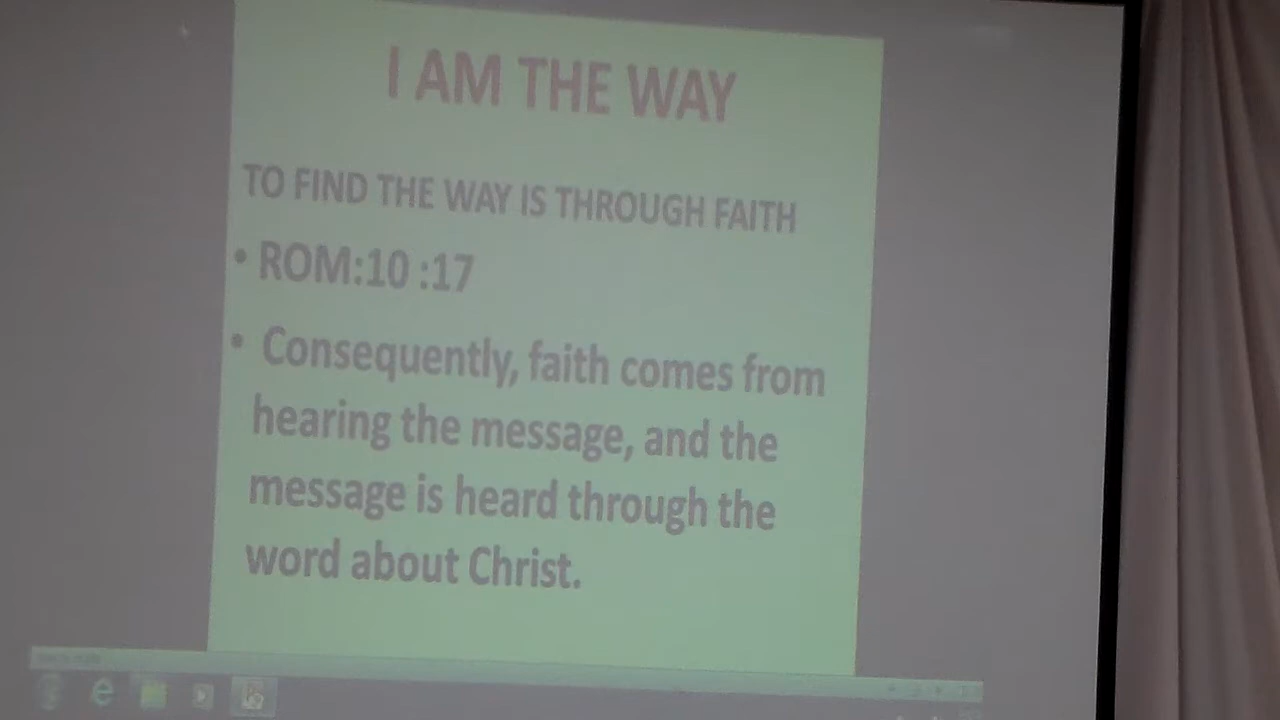 I AM THE WAY
TO FIND THE WAY IS THROUGH FAITH
• ROM:10 :17
• Consequently, faith comes from
hearing the message, and the
message is heard through the
word about Christ.